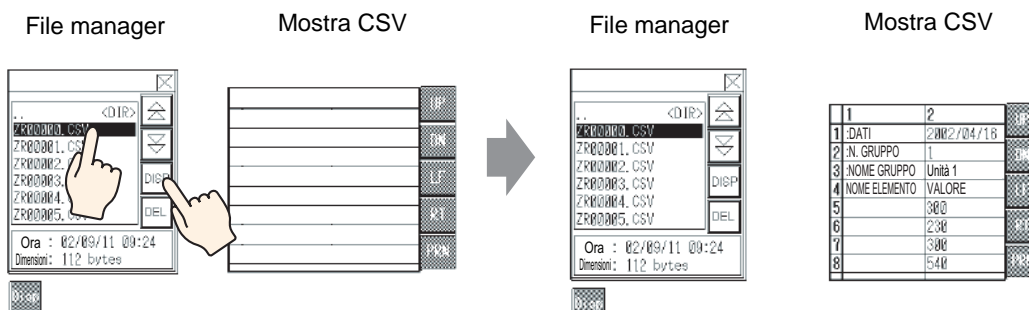 File manager
Mostra CSV
<DIR>
..
ZR00000.CSV
ZR00001.CSV
ZR00002.CSV
ZR00003.
ZR00004.
ZR00005.
DISP
DEL
Ora : 02/09/11 09:24
Dimensioni: 112 bytes
UP
DN
LT
RT
File manager
Mostra CSV
<DIR>
..
ZR00000.CSV
ZR00001.CSV
ZR00002.CSV
ZR00003.CSV
ZR00004.CSV
ZR00005.CSV
DISP
DEL
Ora : 02/09/11 09:24
Dimensioni: 112 bytes
1 2
1 :DATI 2002/04/16
2 :N. GRUPPO 1
3 :NOME GRUPPO Unità 1
4 NOME ELEMENTO VALORE
5 300
6 230
7 300
8 540